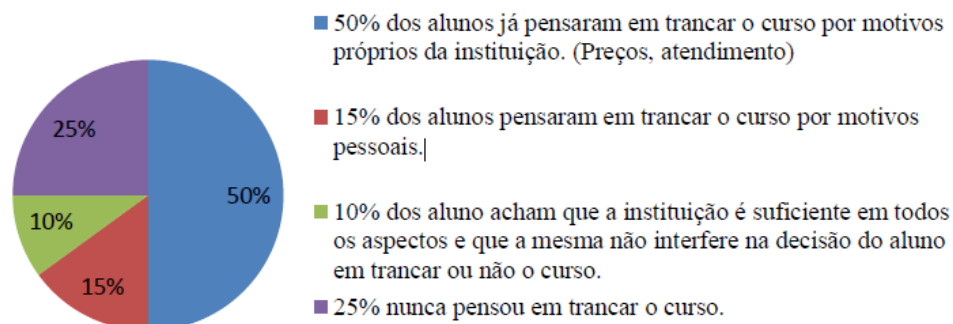 50% dos alunos já pensaram em trancar o curso por motivos
próprios da instituição. (Preços, atendimento)
15% dos alunos pensaram em trancar o curso por motivos
pessoais.
10% dos aluno acham que a instituição é suficiente em todos
os aspectos e que a mesma não interfere na decisão do aluno
em trancar ou não o curso.
25% nunca pensou em trancar o curso.
25%
50%
10%
15%